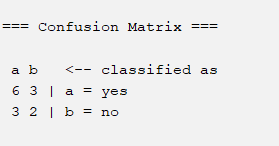 === Confusion Matrix ===
a b   <-- classified as
6 3 | a = yes
3 2 | b = no